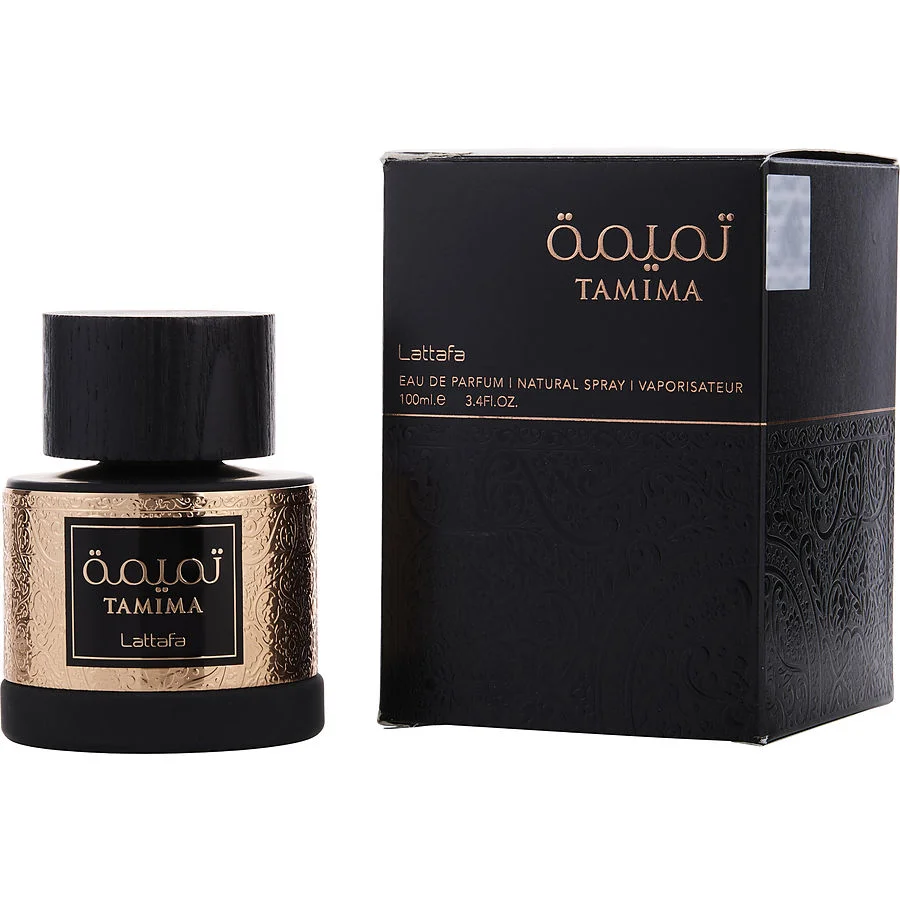 تميمة
TAMIMA
Lattafa
تميمة
TAMIMA
Lattafa
EAU DE PARFUM | NATURAL SPRAY | VAPORISATEUR
100ml.e 3.4Fl.OZ.